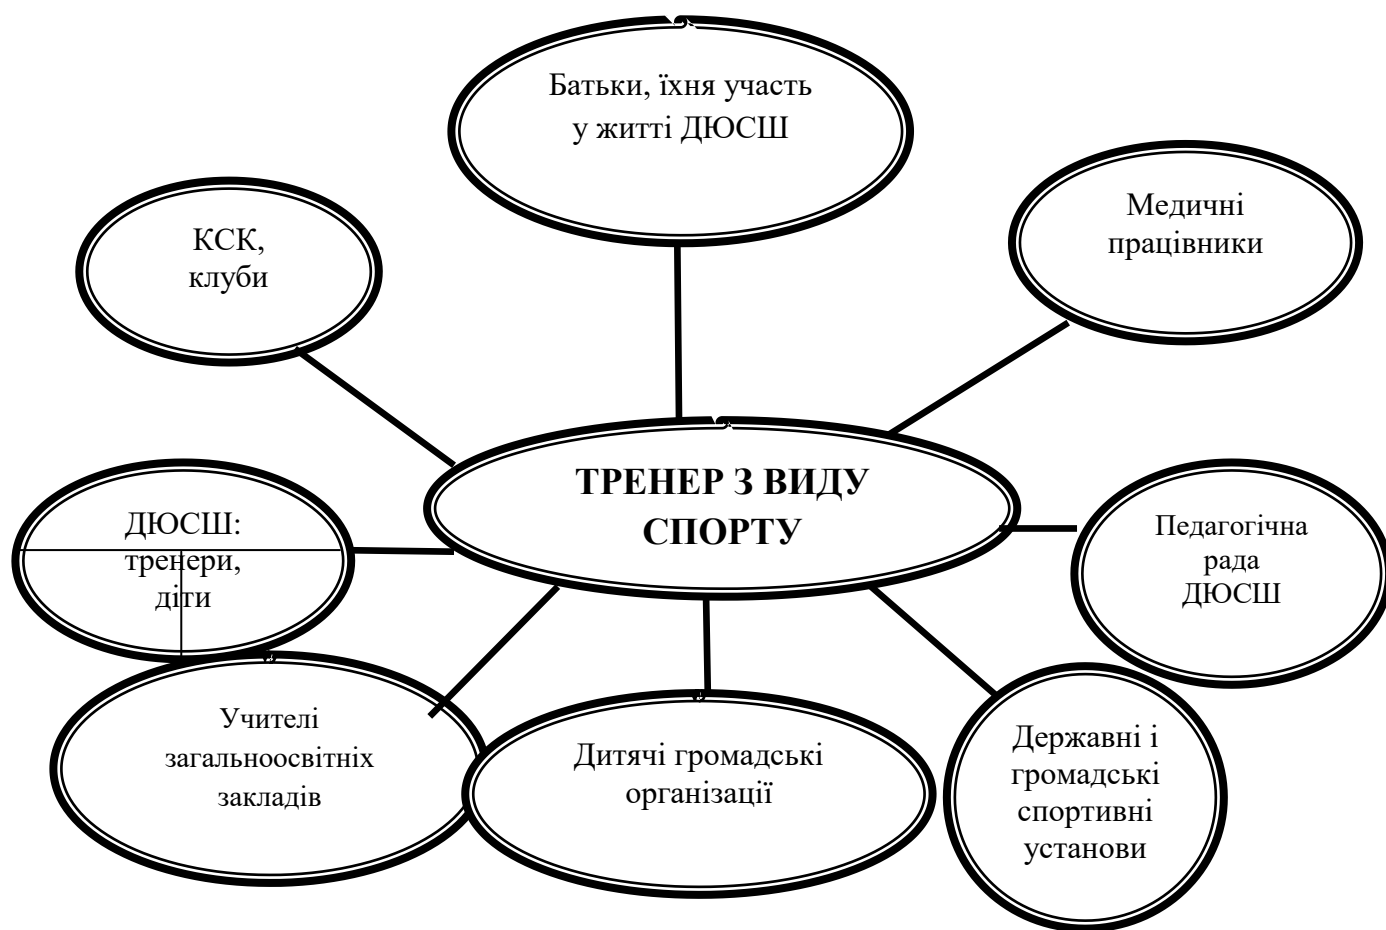 Батьки, їхня участь
у житті ДЮСШ
КСК,
клуби
Медичні
працівники
ТРЕНЕР З ВИДУ
СПОРТУ
ДЮСШ:
тренери,
діти
Педагогічна
рада
ДЮСШ
Учителі
загальноосвітніх
закладів
Дитячі громадські
організації
Державні і
громадські
спортивні
установи